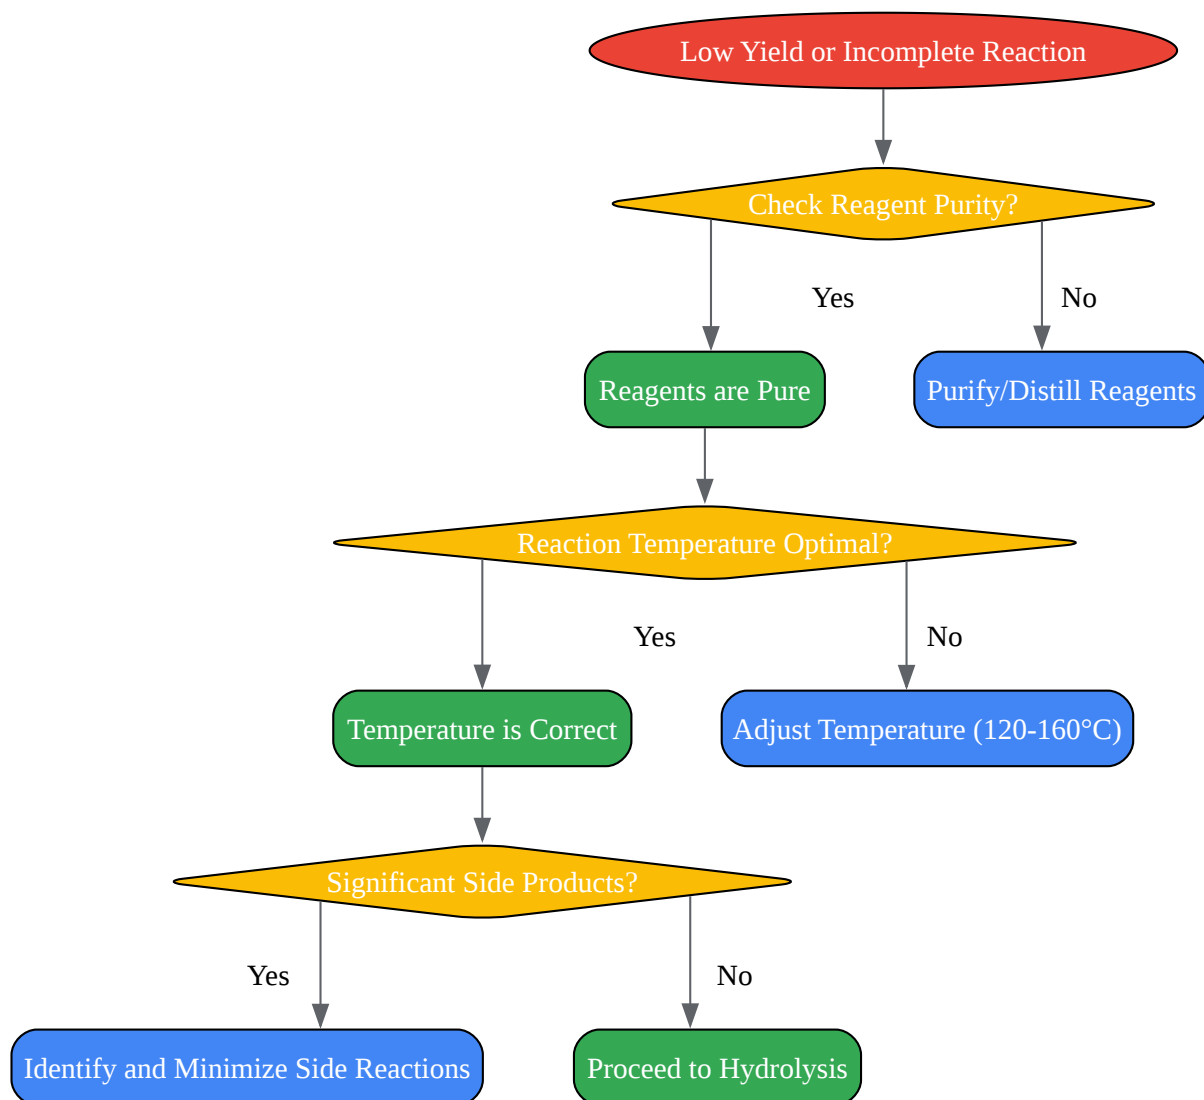 Low Yield or Incomplete Reaction
Check Reagent Purity?
Yes
No
Reagents are Pure
Purify/Distill Reagents
Reaction Temperature Optimal?
Yes
No
Temperature is Correct
Adjust Temperature (120-160°C)
Significant Side Products?
Yes
No
Identify and Minimize Side Reactions
Proceed to Hydrolysis